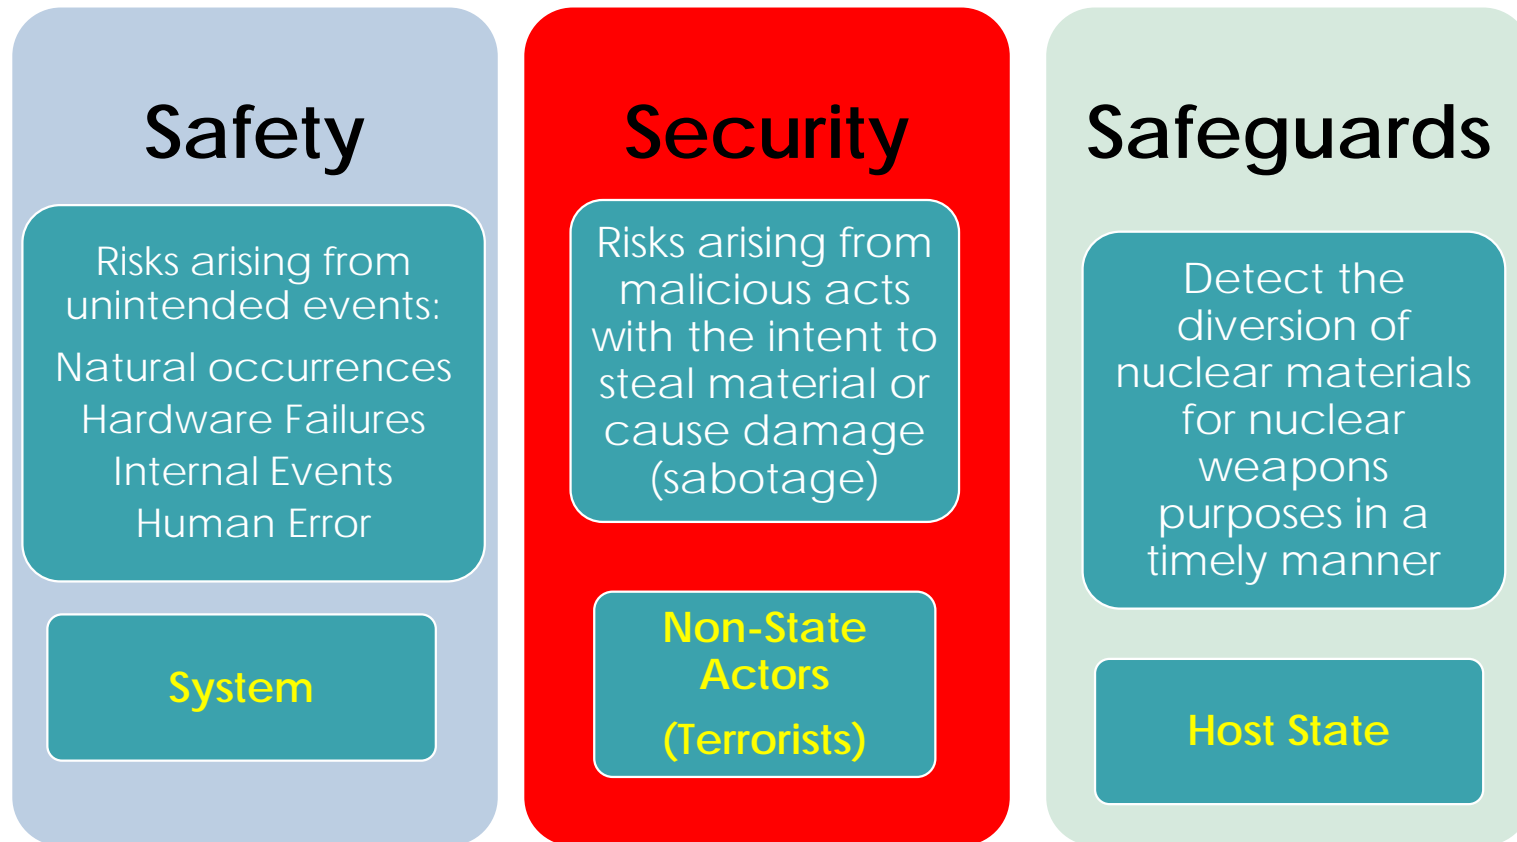 Safety
Risks arising from
unintended events:
Natural occurrences
Hardware Failures
Internal Events
Human Error
System
Security
Risks arising from
malicious acts
with the intent to
steal material or
cause damage
(sabotage)
Non-State
Actors
(Terrorists)
Safeguards
Detect the
diversion of
nuclear materials
for nuclear
weapons
purposes in a
timely manner
Host State